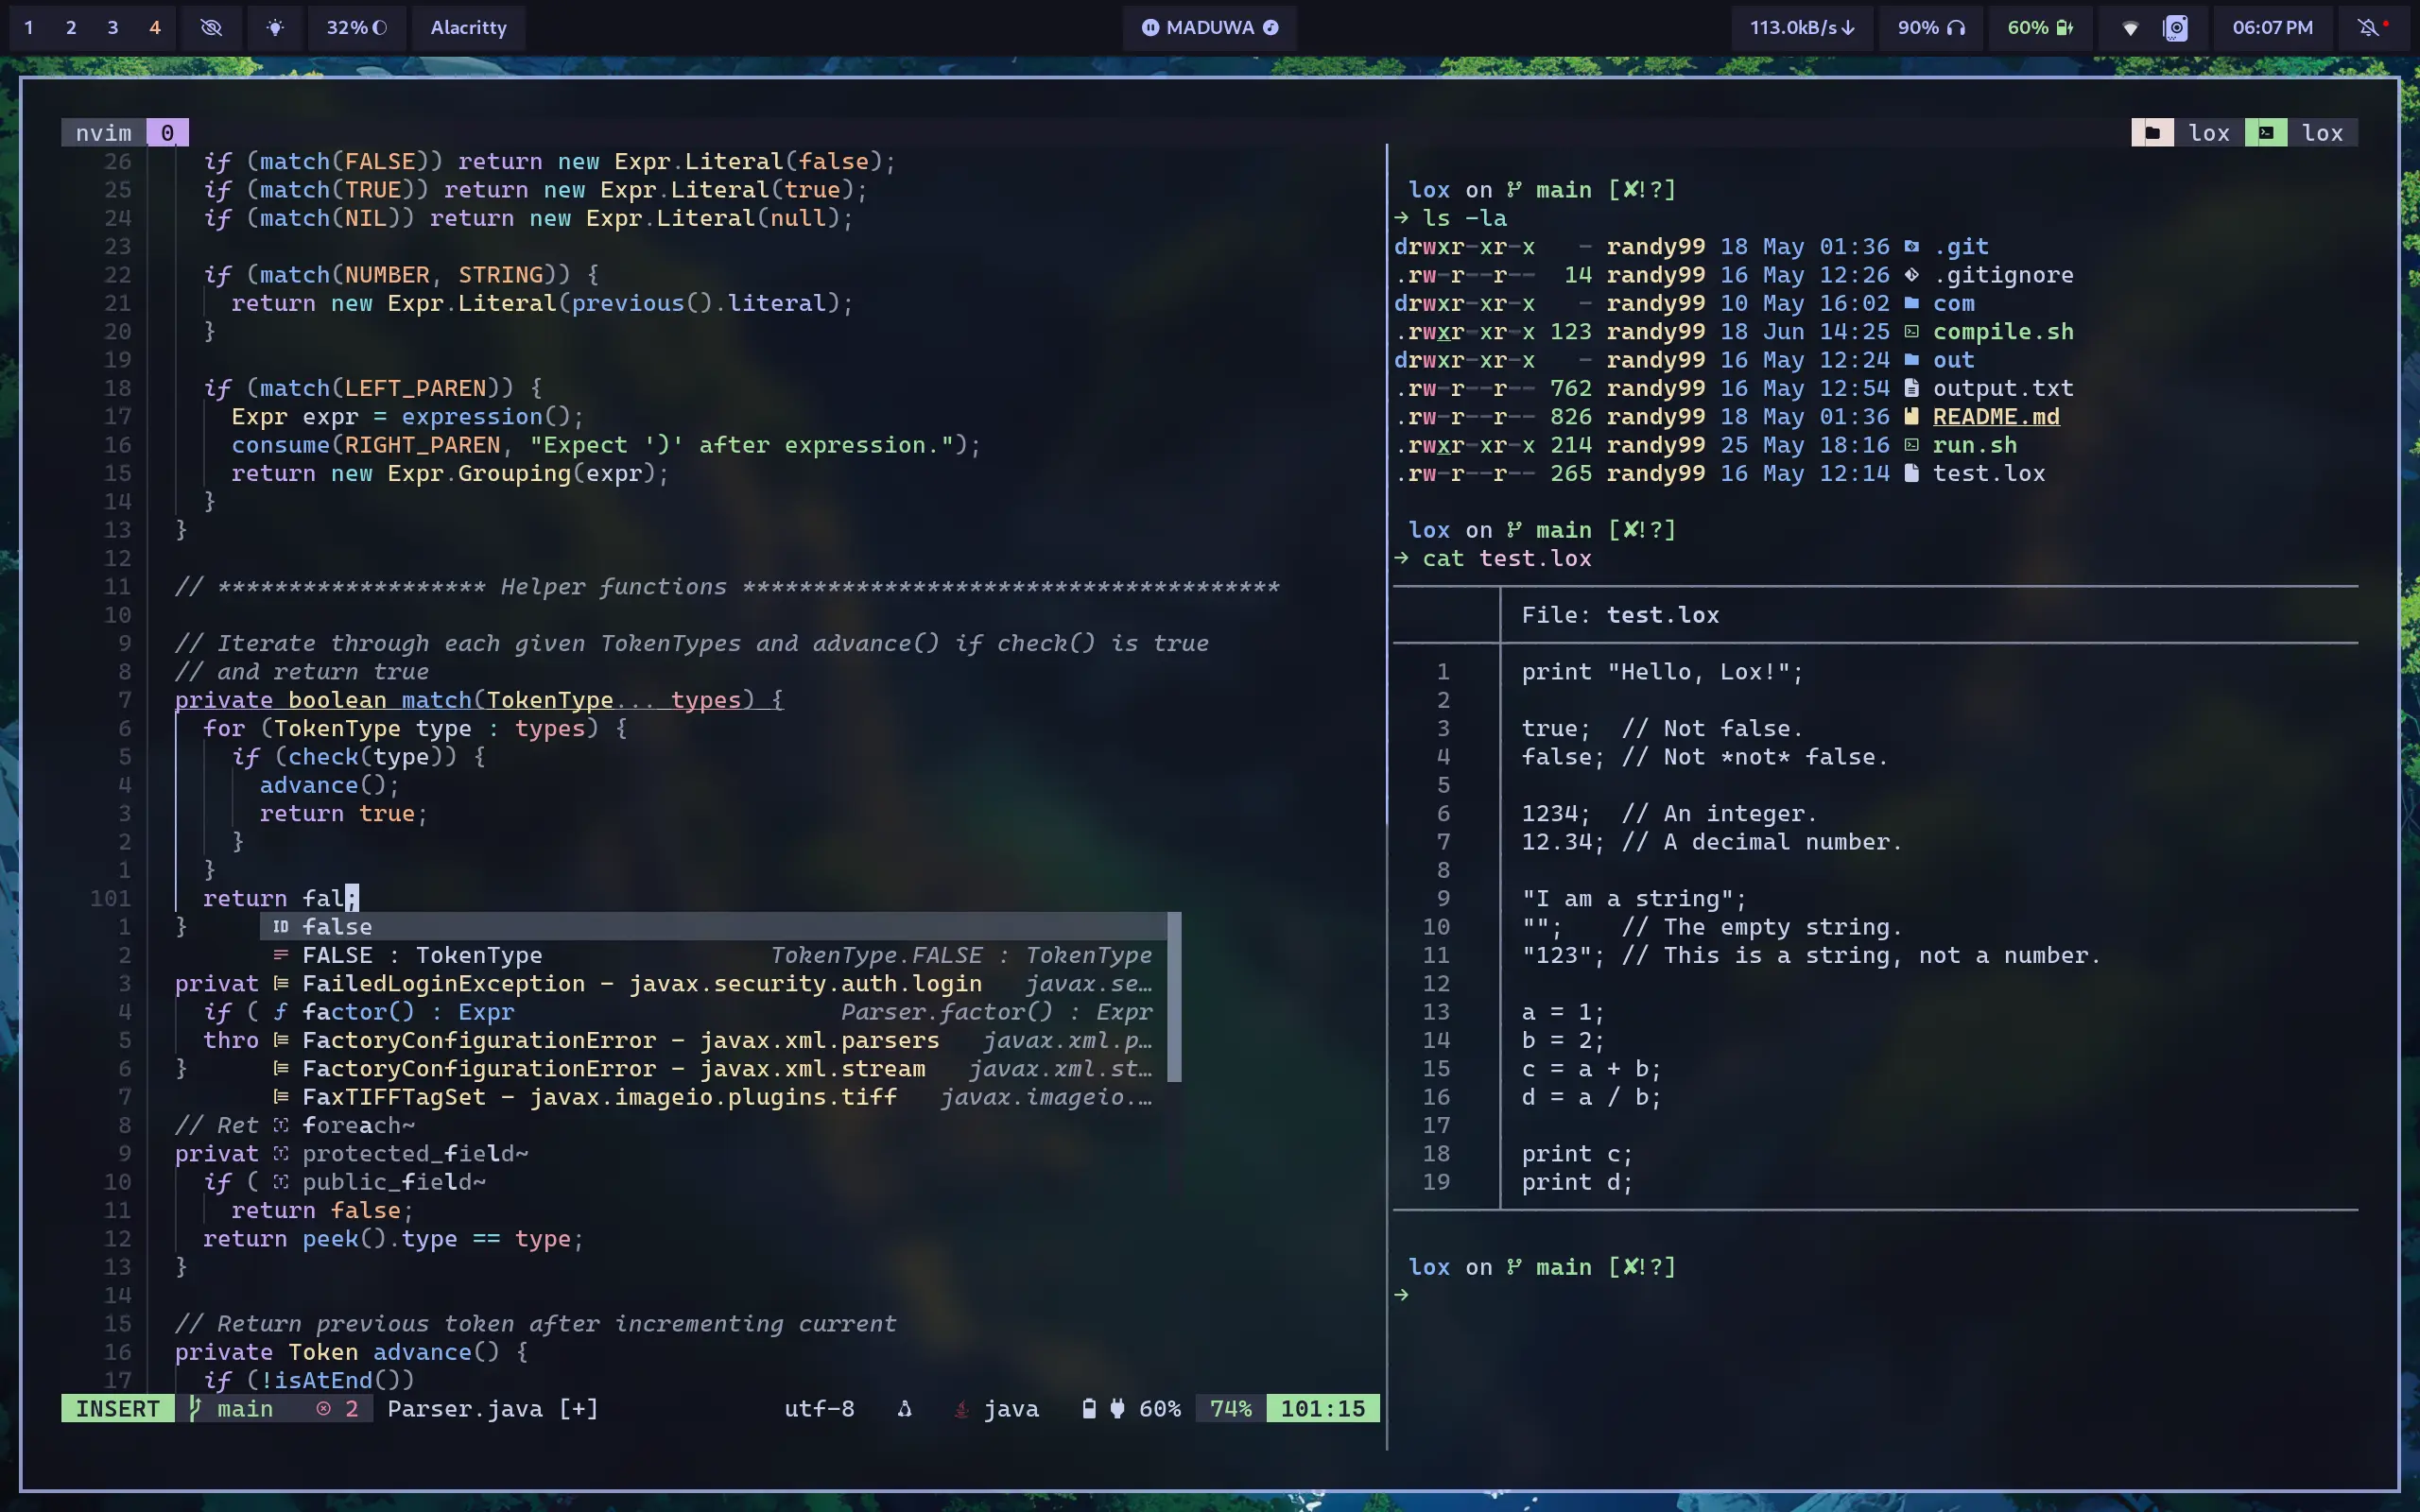 1 2 3 4 32% Alacritty MADUWA 113.0kB/s↓ 90% 60% 06:07 PM
nvim 0 lox lox
26 if (match(FALSE)) return new Expr.Literal(false);
25 if (match(TRUE)) return new Expr.Literal(true);
24 if (match(NIL)) return new Expr.Literal(null);
23
22 if (match(NUMBER, STRING)) {
21 return new Expr.Literal(previous().literal);
20 }
19
18 if (match(LEFT_PAREN)) {
17 Expr expr = expression();
16 consume(RIGHT_PAREN, "Expect ')' after expression.");
15 return new Expr.Grouping(expr);
14 }
13 }
12
11 // ******************* Helper functions **************************************
10
9 // Iterate through each given TokenTypes and advance() if check() is true
8 // and return true
7 private boolean match(TokenType... types) {
6 for (TokenType type : types) {
5 if (check(type)) {
4 advance();
3 return true;
2 }
1 }
101 return fal;
1 } ID false
2 FALSE : TokenType TokenType.FALSE : TokenType
3 privat FailedLoginException – javax.security.auth.login javax.se…
4 if ( f factor() : Expr Parser.factor() : Expr
5 thro FactoryConfigurationError – javax.xml.parsers javax.xml.p…
6 } FactoryConfigurationError – javax.xml.stream javax.xml.st…
7 FaxTIFFTagSet – javax.imageio.plugins.tiff javax.imageio.…
8 // Ret foreach~
9 privat protected_field~
10 if ( public_field~
11 return false;
12 return peek().type == type;
13 }
14
15 // Return previous token after incrementing current
16 private Token advance() {
17 if (!isAtEnd())
INSERT main 2 Parser.java [+] utf-8 java 60% 74% 101:15
lox on main [✘!?]
→ ls -la
drwxr-xr-x - randy99 18 May 01:36 .git
.rw-r--r-- 14 randy99 16 May 12:26 .gitignore
drwxr-xr-x - randy99 10 May 16:02 com
.rwxr-xr-x 123 randy99 18 Jun 14:25 compile.sh
drwxr-xr-x - randy99 16 May 12:24 out
.rw-r--r-- 762 randy99 16 May 12:54 output.txt
.rw-r--r-- 826 randy99 18 May 01:36 README.md
.rwxr-xr-x 214 randy99 25 May 18:16 run.sh
.rw-r--r-- 265 randy99 16 May 12:14 test.lox
lox on main [✘!?]
→ cat test.lox
File: test.lox
1 print "Hello, Lox!";
2
3 true; // Not false.
4 false; // Not *not* false.
5
6 1234; // An integer.
7 12.34; // A decimal number.
8
9 "I am a string";
10 ""; // The empty string.
11 "123"; // This is a string, not a number.
12
13 a = 1;
14 b = 2;
15 c = a + b;
16 d = a / b;
17
18 print c;
19 print d;
lox on main [✘!?]
→